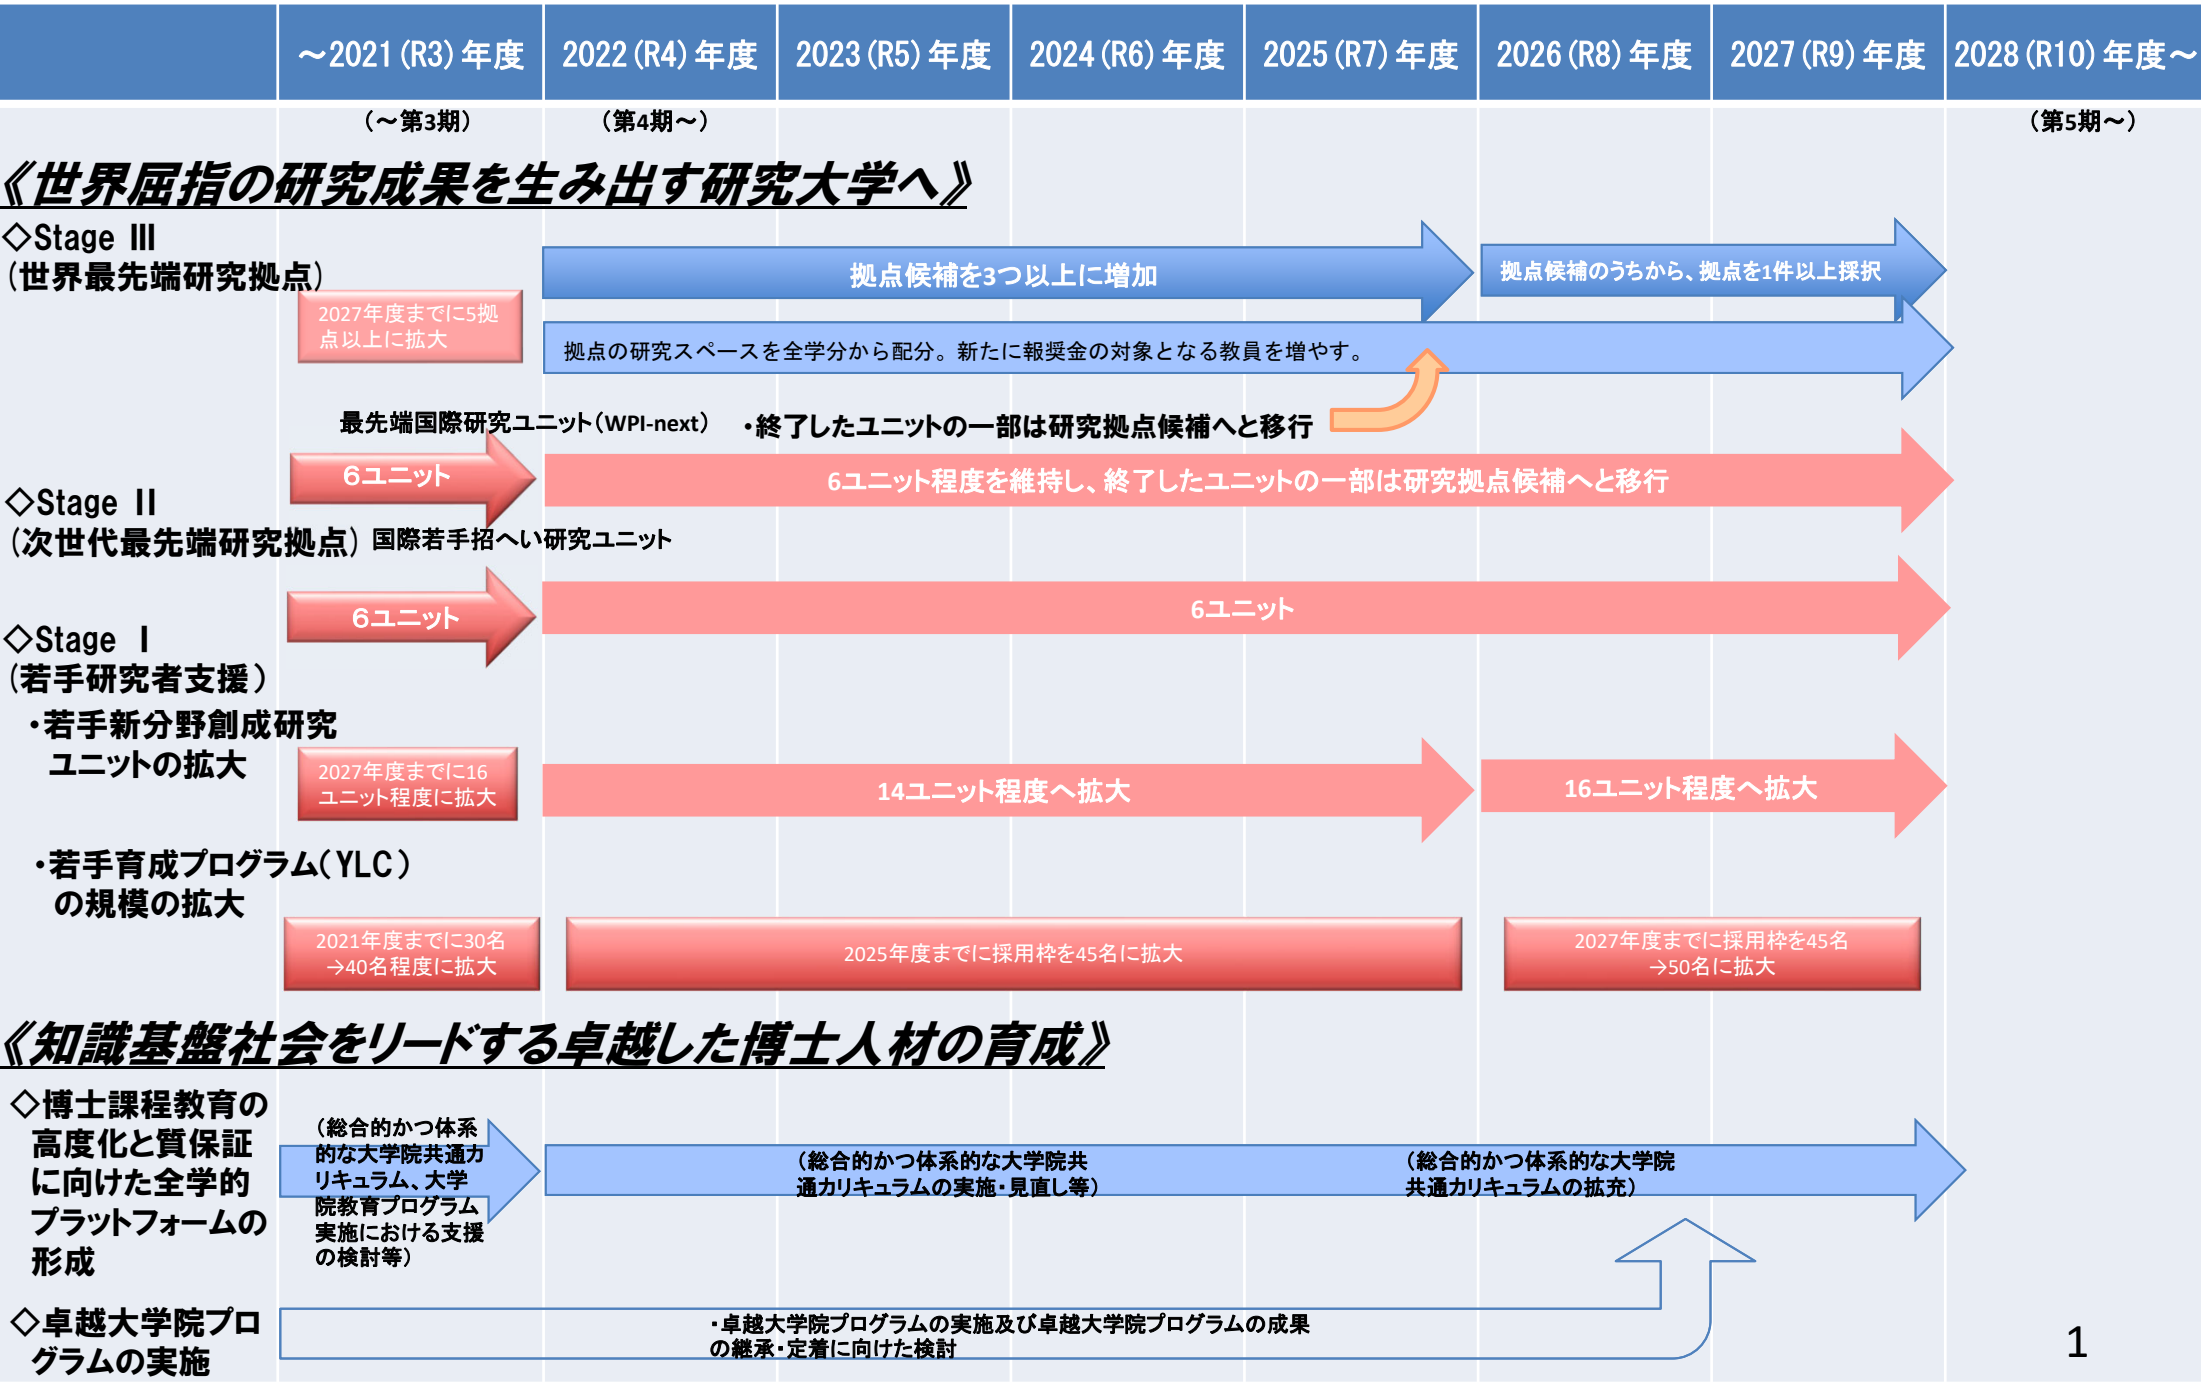 ～2021(R3)年度 2022(R4)年度 2023(R5)年度 2024(R6)年度 2025(R7)年度 2026(R8)年度 2027(R9)年度 2028(R10)年度～
（～第3期） （第4期～） （第5期～）
《世界屈指の研究成果を生み出す研究大学へ》
◇Stage Ⅲ
(世界最先端研究拠点)
2027年度までに5拠
点以上に拡大
拠点候補を3つ以上に増加
拠点候補のうちから、拠点を1件以上採択
拠点の研究スペースを全学分から配分。新たに報奨金の対象となる教員を増やす。
最先端国際研究ユニット（WPI-next）
・終了したユニットの一部は研究拠点候補へと移行
６ユニット
6ユニット程度を維持し、終了したユニットの一部は研究拠点候補へと移行
◇Stage Ⅱ
(次世代最先端研究拠点)
国際若手招へい研究ユニット
６ユニット
6ユニット
◇Stage Ⅰ
(若手研究者支援）
・若手新分野創成研究
ユニットの拡大
2027年度までに16
ユニット程度に拡大
14ユニット程度へ拡大
16ユニット程度へ拡大
・若手育成プログラム（YLC）
の規模の拡大
2021年度までに30名
→40名程度に拡大
2025年度までに採用枠を45名に拡大
2027年度までに採用枠を45名
→50名に拡大
《知識基盤社会をリードする卓越した博士人材の育成》
◇博士課程教育の
高度化と質保証
に向けた全学的
プラットフォームの
形成
（総合的かつ体系
的な大学院共通カ
リキュラム、大学
院教育プログラム
実施における支援
の検討等）
（総合的かつ体系的な大学院共
通カリキュラムの実施・見直し等）
（総合的かつ体系的な大学院
共通カリキュラムの拡充）
◇卓越大学院プロ
グラムの実施
・卓越大学院プログラムの実施及び卓越大学院プログラムの成果
の継承・定着に向けた検討
1